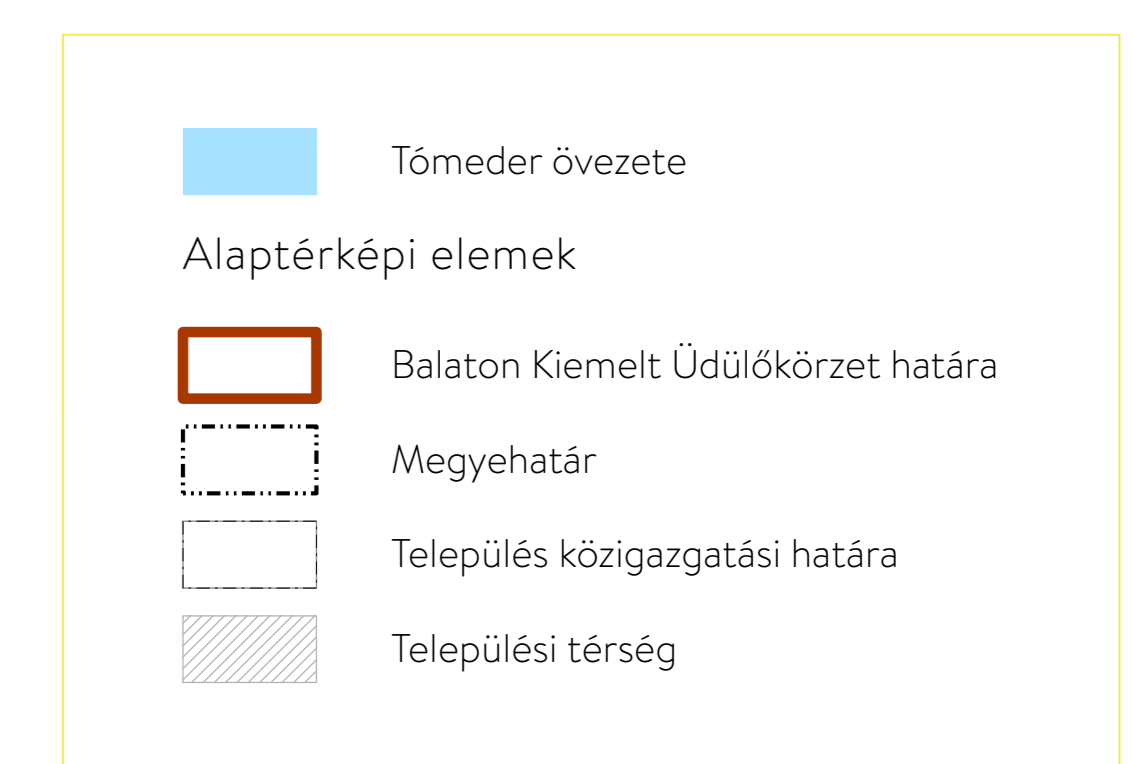 Tómeder övezete
Alaptérképi elemek
Balaton Kiemelt Üdülőkörzet határa
Megyehatár
Település közigazgatási határa
Települési térség